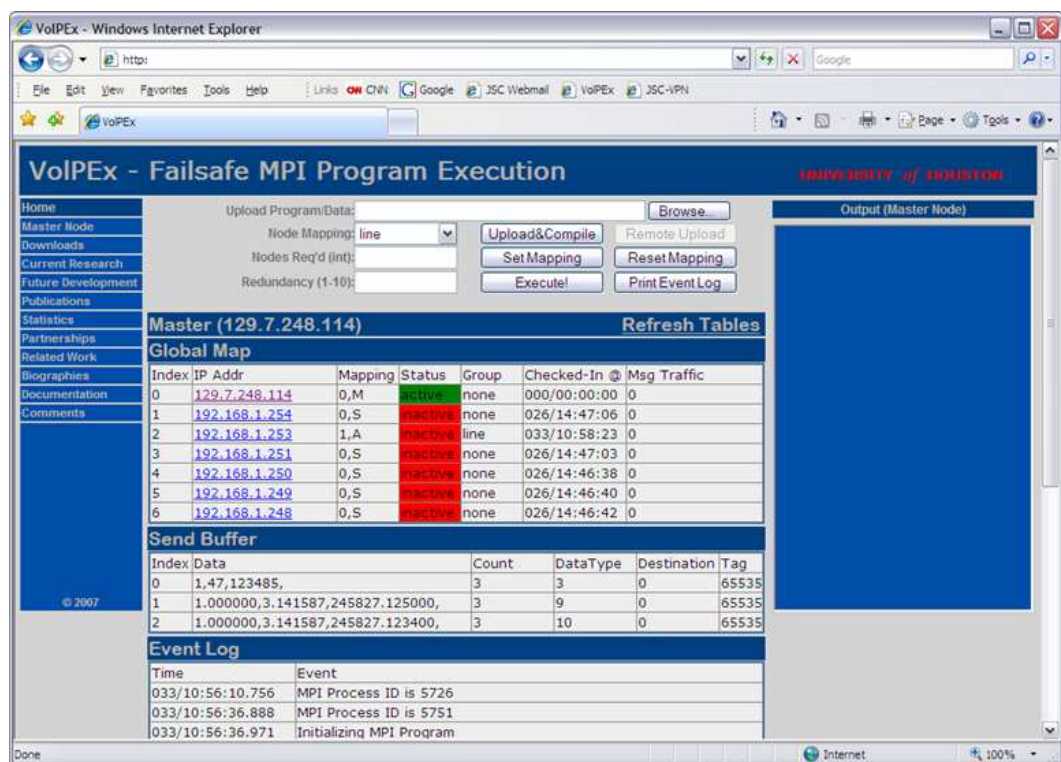 VolPEx - Windows Internet Explorer
http:
Google
File Edit View Favorites Tools Help Links CNN Google JSC Webmail VolPEx JSC-VPN
VolPEx
Page Tools
VolPEx - Failsafe MPI Program Execution
UNIVERSITY of HOUSTON
Home
Master Node
Downloads
Current Research
Future Development
Publications
Statistics
Partnerships
Related Work
Biographies
Documentation
Comments
© 2007
Upload Program/Data: Browse...
Node Mapping: line Upload&Compile Remote Upload
Nodes Req'd (int): Set Mapping Reset Mapping
Redundancy (1-10): Execute! Print Event Log
Output (Master Node)
Master (129.7.248.114) Refresh Tables
Global Map
Index IP Addr Mapping Status Group Checked-In @ Msg Traffic
0 129.7.248.114 0,M active none 000/00:00:00 0
1 192.168.1.254 0,S inactive none 026/14:47:06 0
2 192.168.1.253 1,A inactive line 033/10:58:23 0
3 192.168.1.251 0,S inactive none 026/14:47:03 0
4 192.168.1.250 0,S inactive none 026/14:46:38 0
5 192.168.1.249 0,S inactive none 026/14:46:40 0
6 192.168.1.248 0,S inactive none 026/14:46:42 0
Send Buffer
Index Data Count DataType Destination Tag
0 1,47,123485, 3 3 0 65535
1 1.000000,3.141587,245827.125000, 3 9 0 65535
2 1.000000,3.141587,245827.123400, 3 10 0 65535
Event Log
Time Event
033/10:56:10.756 MPI Process ID is 5726
033/10:56:36.888 MPI Process ID is 5751
033/10:56:36.971 Initializing MPI Program
Done Internet 100%